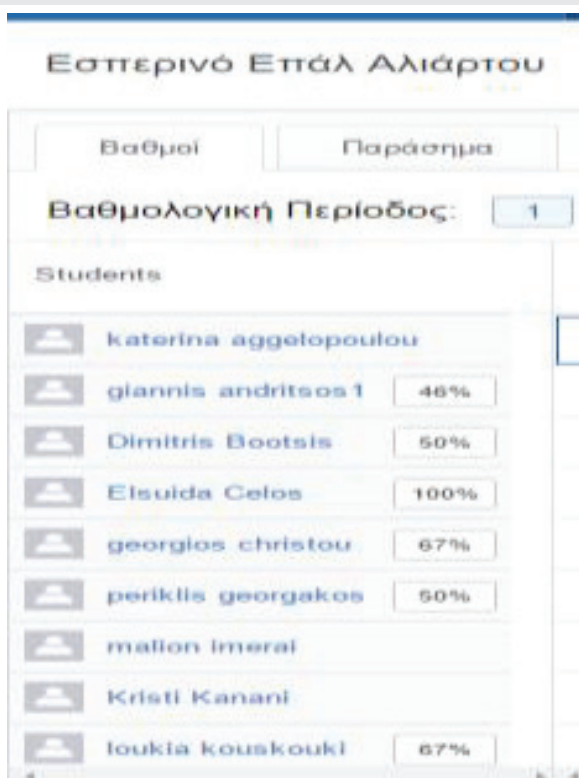 Εσπερινό Επάλ Αλιάρτου
Βαθμοί Παράσημα
Βαθμολογική Περίοδος: 1
Students
katerina aggelopoulou
giannis andritsos1 46%
Dimitris Bootsis 50%
Elsuida Celos 100%
georgios christou 67%
periklis georgakos 50%
malion imerai
Kristi Kanani
loukia kouskouki 67%